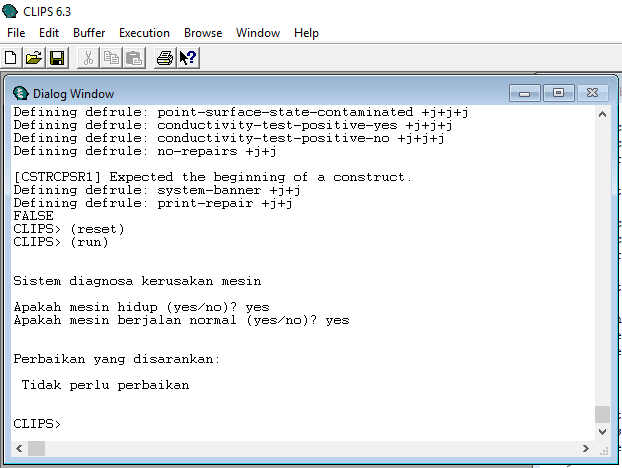 CLIPS 6.3
File Edit Buffer Execution Browse Window Help
Dialog Window
Defining defrule: point-surface-state-contaminated +j+j+j
Defining defrule: conductivity-test-positive-yes +j+j+j
Defining defrule: conductivity-test-positive-no +j+j+j
Defining defrule: no-repairs +j+j
[CSTRCPSR1] Expected the beginning of a construct.
Defining defrule: system-banner +j+j
Defining defrule: print-repair +j+j
FALSE
CLIPS> (reset)
CLIPS> (run)
Sistem diagnosa kerusakan mesin
Apakah mesin hidup (yes/no)? yes
Apakah mesin berjalan normal (yes/no)? yes
Perbaikan yang disarankan:
Tidak perlu perbaikan
CLIPS>